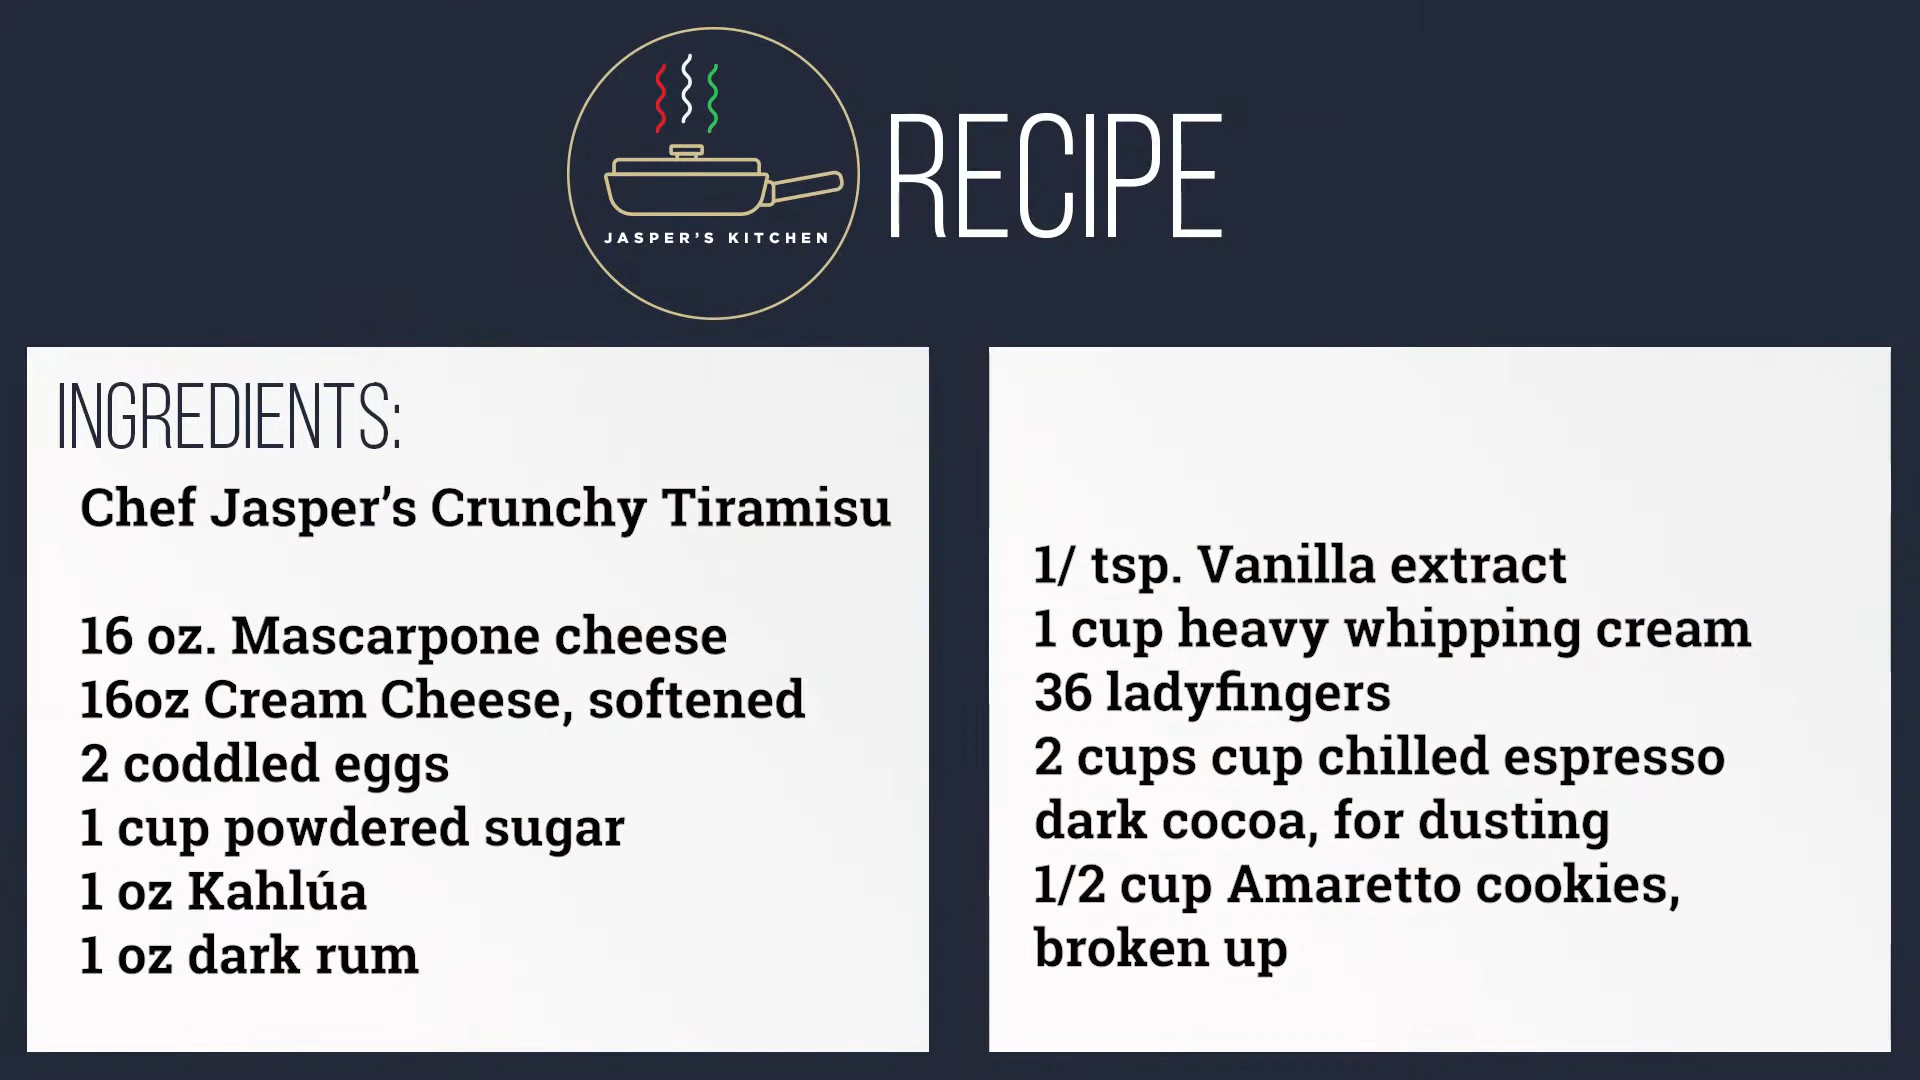 JASPER'S KITCHEN
RECIPE
INGREDIENTS:
Chef Jasper’s Crunchy Tiramisu
16 oz. Mascarpone cheese
16oz Cream Cheese, softened
2 coddled eggs
1 cup powdered sugar
1 oz Kahlúa
1 oz dark rum
1/ tsp. Vanilla extract
1 cup heavy whipping cream
36 ladyfingers
2 cups cup chilled espresso
dark cocoa, for dusting
1/2 cup Amaretto cookies,
broken up